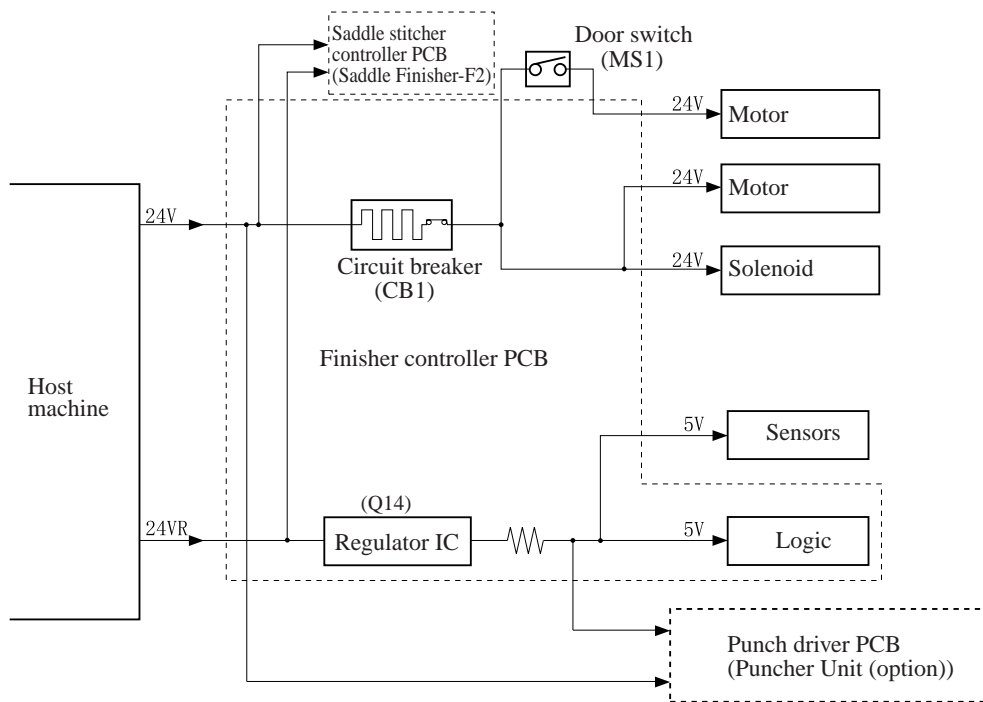 Saddle stitcher
controller PCB
(Saddle Finisher-F2)
Door switch
(MS1)
24V
Motor
24V
Motor
24V
Circuit breaker
(CB1)
24V
Solenoid
Finisher controller PCB
Host
machine
5V
Sensors
24VR
(Q14)
Regulator IC
5V
Logic
Punch driver PCB
(Puncher Unit (option))